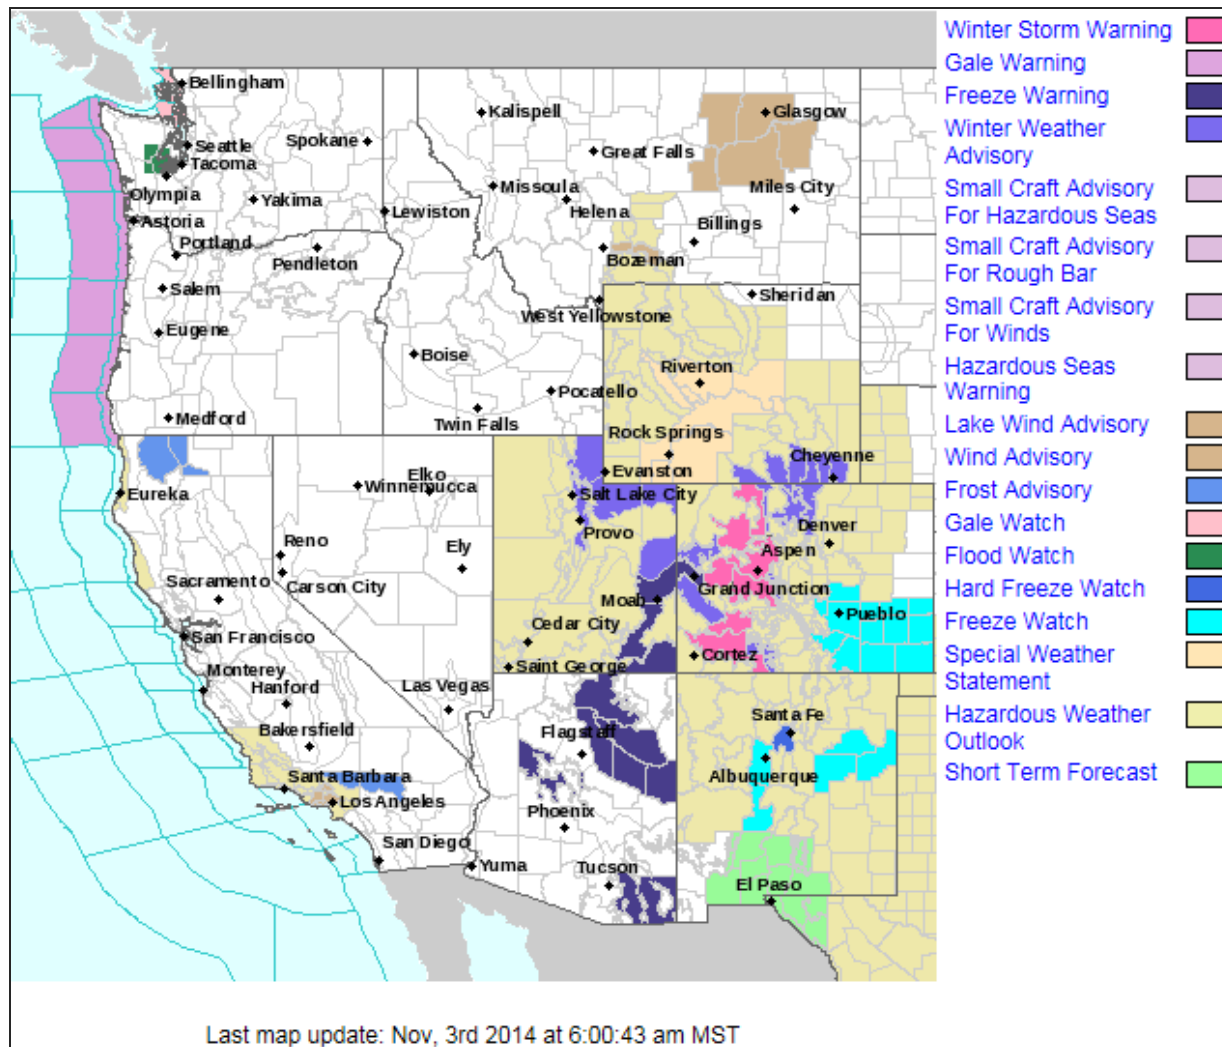 Bellingham
Seattle
Tacoma
Spokane
Olympia
Yakima
Astoria
Portland
Pendleton
Lewiston
Salem
Eugene
Medford
Kalispell
Great Falls
Glasgow
Missoula
Helena
Miles City
Billings
Bozeman
West Yellowstone
Sheridan
Boise
Pocatello
Twin Falls
Riverton
Rock Springs
Evanston
Cheyenne
Eureka
Winnemucca
Elko
Salt Lake City
Provo
Denver
Reno
Ely
Aspen
Carson City
Sacramento
Grand Junction
Moab
Pueblo
San Francisco
Cedar City
Cortez
Saint George
Monterey
Hanford
Las Vegas
Bakersfield
Flagstaff
Santa Fe
Albuquerque
Santa Barbara
Los Angeles
Phoenix
San Diego
Yuma
Tucson
El Paso
Winter Storm Warning
Gale Warning
Freeze Warning
Winter Weather
Advisory
Small Craft Advisory
For Hazardous Seas
Small Craft Advisory
For Rough Bar
Small Craft Advisory
For Winds
Hazardous Seas
Warning
Lake Wind Advisory
Wind Advisory
Frost Advisory
Gale Watch
Flood Watch
Hard Freeze Watch
Freeze Watch
Special Weather
Statement
Hazardous Weather
Outlook
Short Term Forecast
Last map update: Nov, 3rd 2014 at 6:00:43 am MST